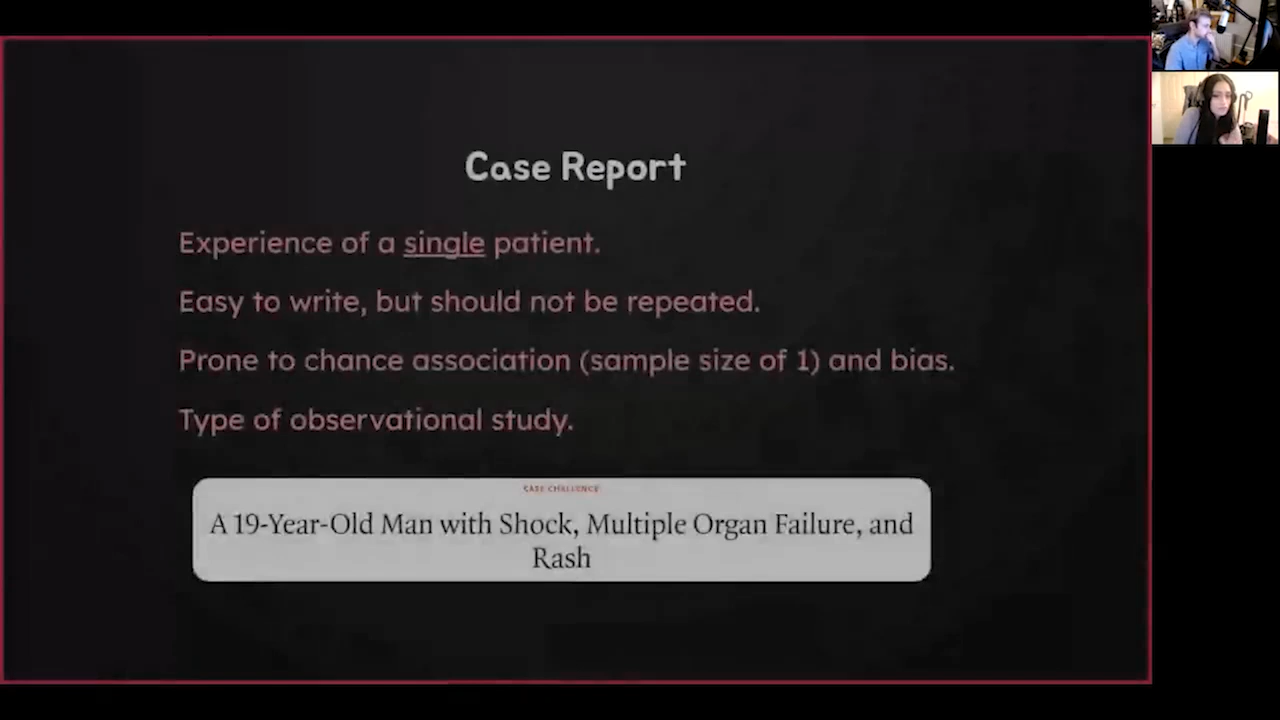 Case Report
Experience of a single patient.
Easy to write, but should not be repeated.
Prone to chance association (sample size of 1) and bias.
Type of observational study.
CASE CHALLENGE
A 19-Year-Old Man with Shock, Multiple Organ Failure, and
Rash